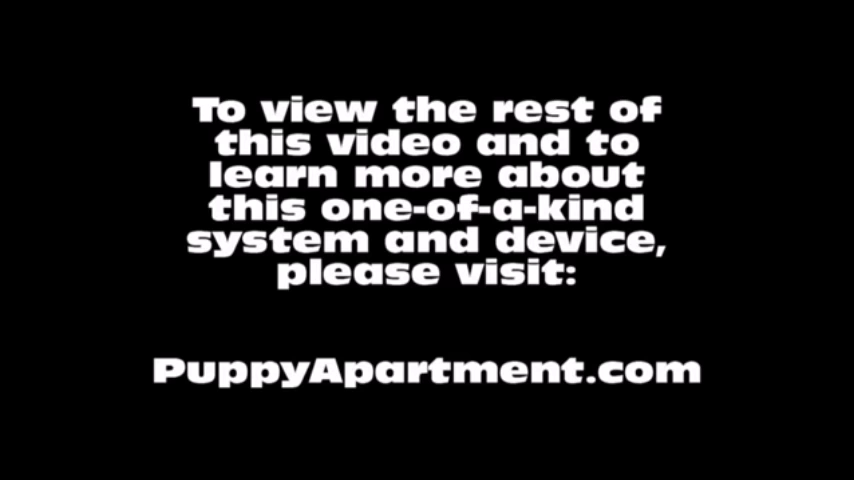 To view the rest of
this video and to
learn more about
this one-of-a-kind
system and device,
please visit:
PuppyApartment.com